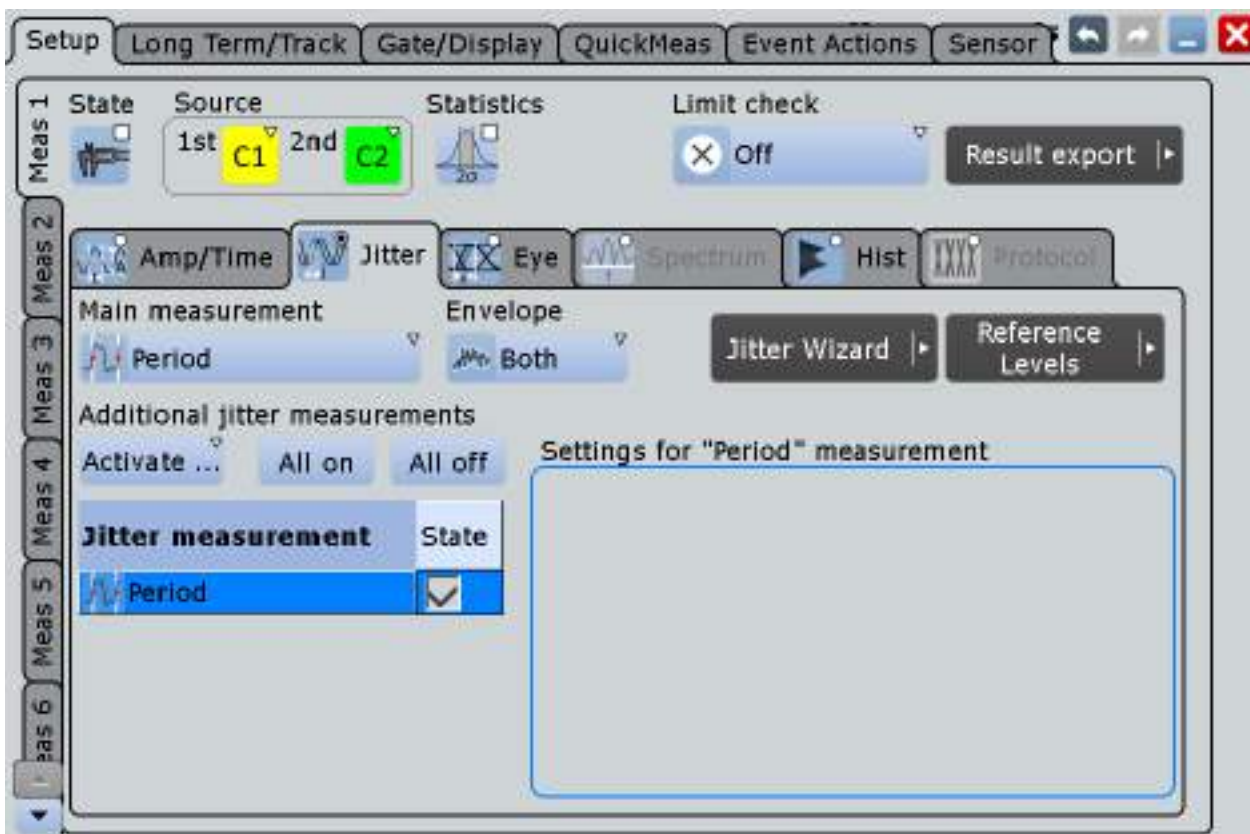 Setup Long Term/Track Gate/Display QuickMeas Event Actions Sensor
Meas 1
State Source Statistics Limit check
1st C1 2nd C2 2σ Off Result export
Meas 2
Amp/Time Jitter Eye Spectrum Hist Protocol
Main measurement Envelope
Period Both Jitter Wizard Reference Levels
Meas 3
Additional jitter measurements
Activate ... All on All off Settings for "Period" measurement
Meas 4
Jitter measurement State
Period
Meas 5
eas 6